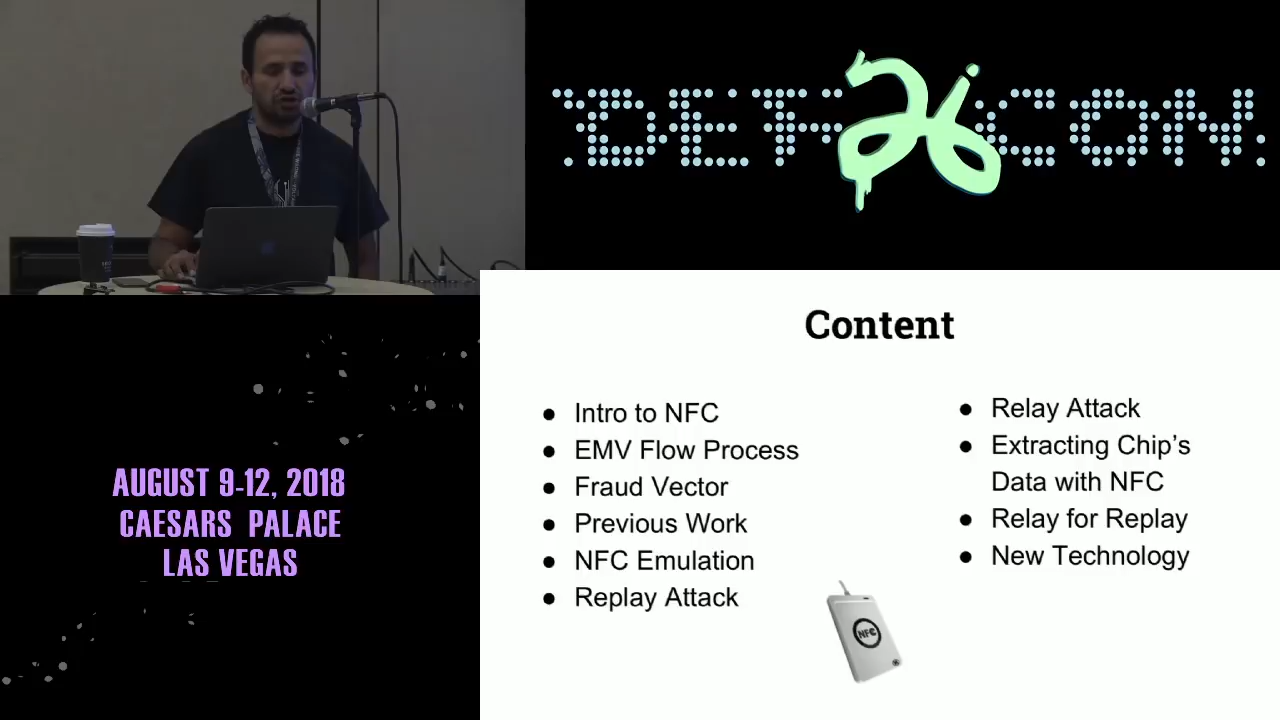 DEF CON
26
AUGUST 9-12, 2018
CAESARS PALACE
LAS VEGAS
Content
● Intro to NFC
● EMV Flow Process
● Fraud Vector
● Previous Work
● NFC Emulation
● Replay Attack
● Relay Attack
● Extracting Chip's
Data with NFC
● Relay for Replay
● New Technology
NFC